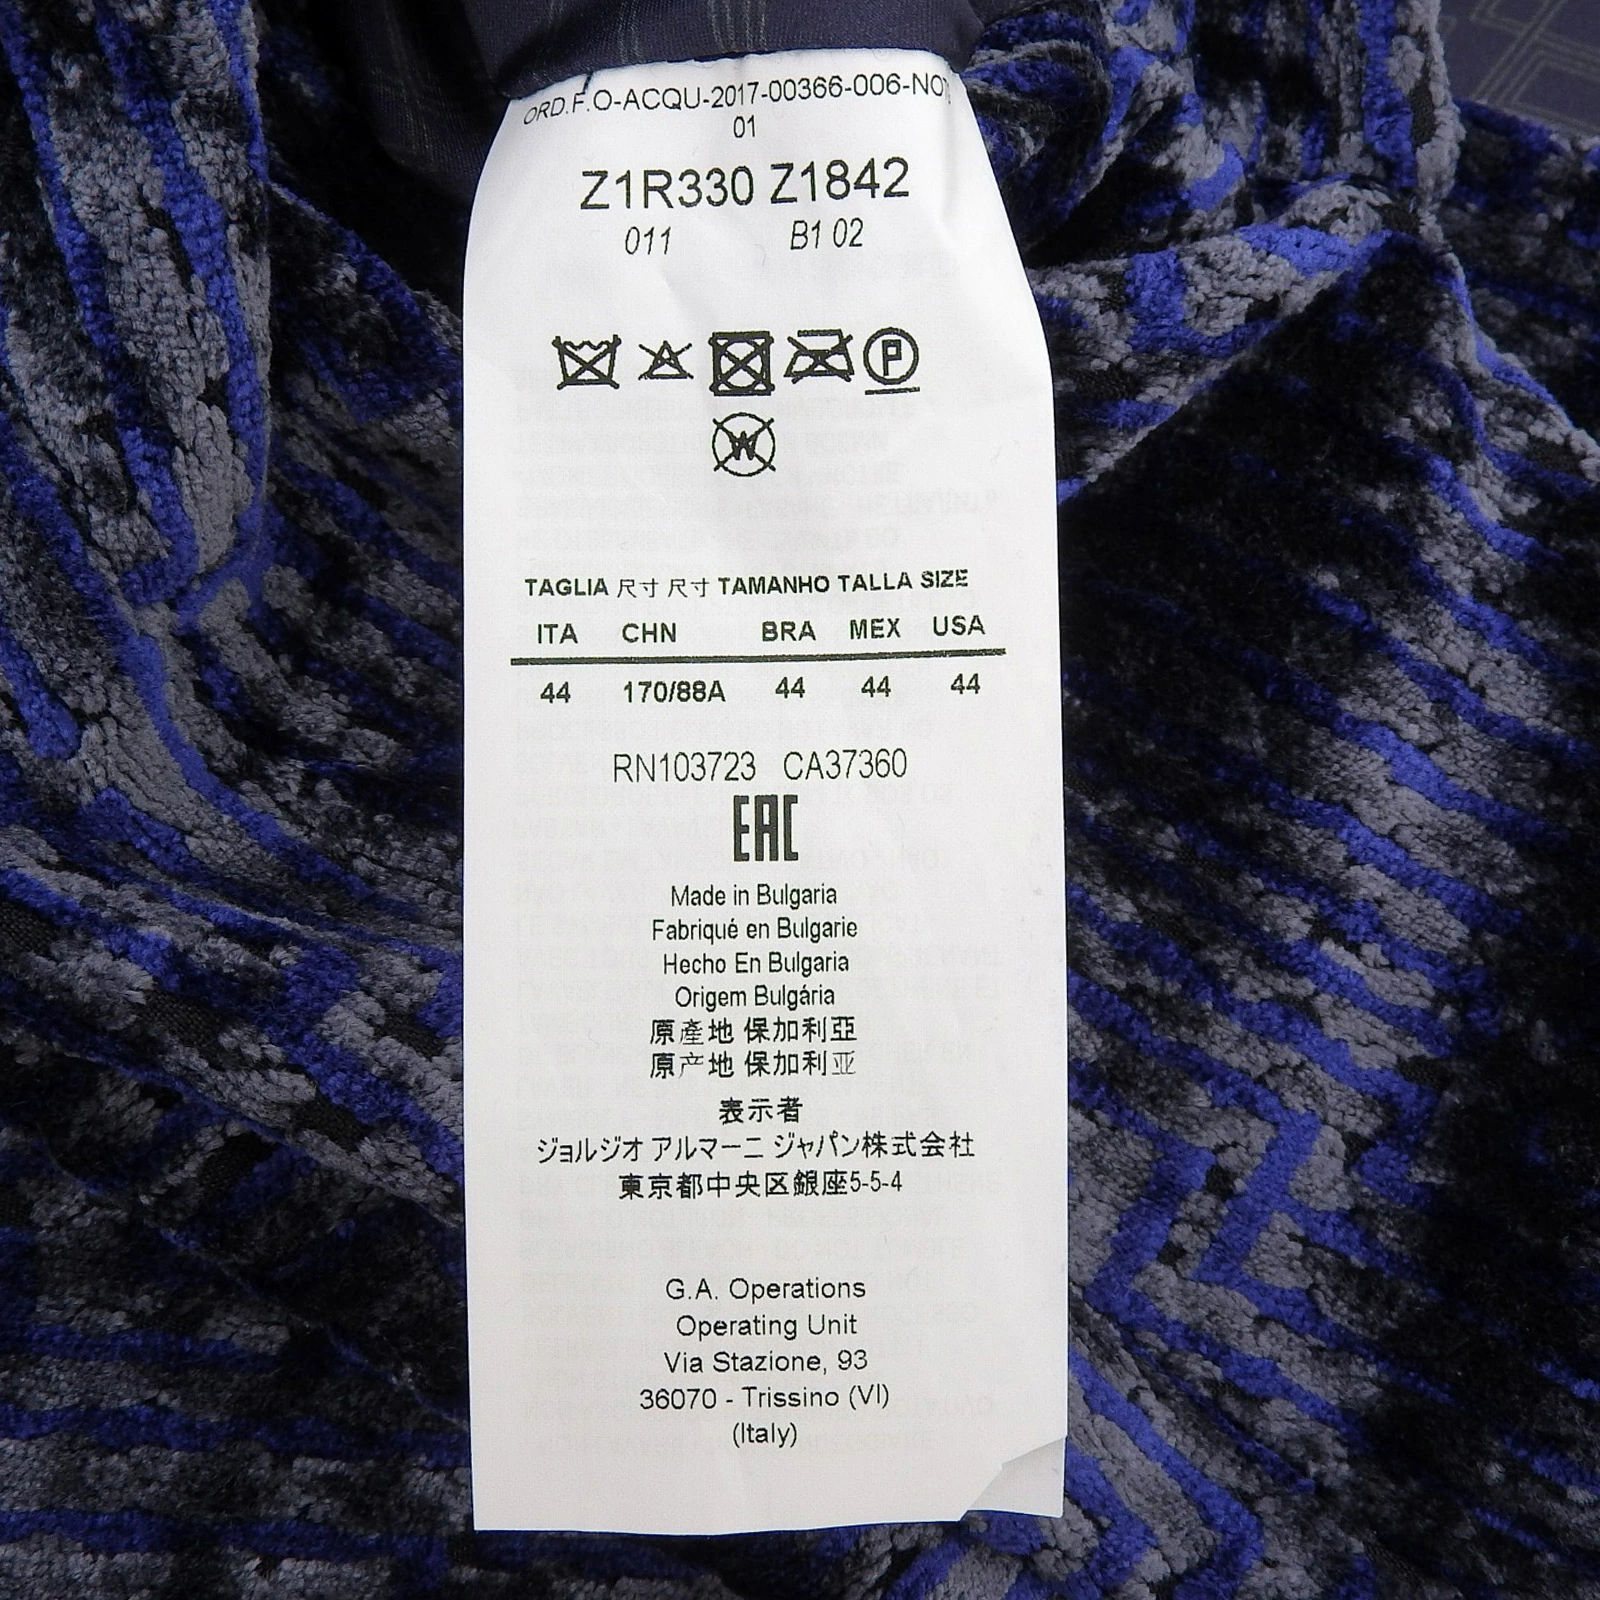 ORD.F.O-ACQU-2017-00366-006-NOT
01
Z1R330 Z1842
011 B1 02
P
W
TAGLIA 尺寸 尺寸 TAMANHO TALLA SIZE
ITA CHN BRA MEX USA
44 170/88A 44 44 44
RN103723 CA37360
EAC
Made in Bulgaria
Fabriqué en Bulgarie
Hecho En Bulgaria
Origem Bulgária
原產地 保加利亞
原产地 保加利亚
表示者
ジョルジオ アルマーニ ジャパン株式会社
東京都中央区銀座5-5-4
G.A. Operations
Operating Unit
Via Stazione, 93
36070 - Trissino (VI)
(Italy)